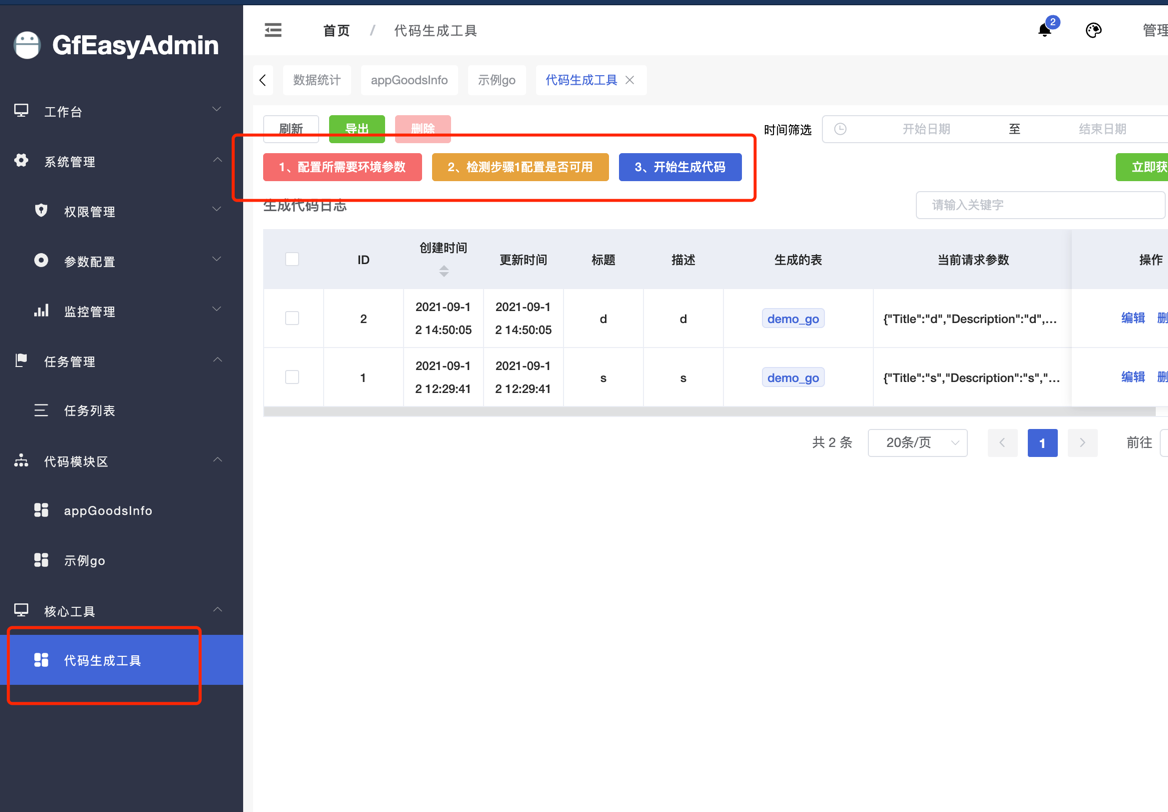 GfEasyAdmin
工作台
系统管理
权限管理
参数配置
监控管理
任务管理
任务列表
代码模块区
appGoodsInfo
示例go
核心工具
代码生成工具
首页 / 代码生成工具
2
管理
数据统计 appGoodsInfo 示例go 代码生成工具
刷新 导出 删除 时间筛选 开始日期 至 结束日期
1、配置所需要环境参数 2、检测步骤1配置是否可用 3、开始生成代码 立即获
生成代码日志 请输入关键字
ID 创建时间 更新时间 标题 描述 生成的表 当前请求参数 操作
2 2021-09-12 14:50:05 2021-09-12 14:50:05 d d demo_go {"Title":"d","Description":"d",... 编辑 删
1 2021-09-12 12:29:41 2021-09-12 12:29:41 s s demo_go {"Title":"s","Description":"s","... 编辑 删
共 2 条 20条/页 1 前往